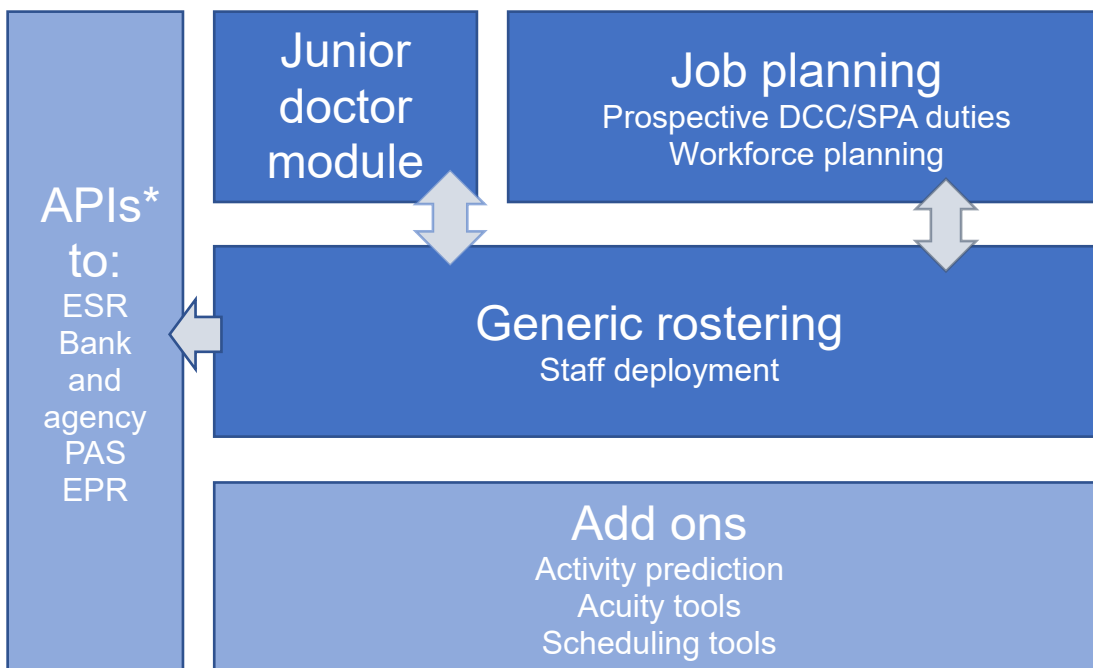 APIs*
to:
ESR
Bank
and
agency
PAS
EPR
Junior
doctor
module
Job planning
Prospective DCC/SPA duties
Workforce planning
Generic rostering
Staff deployment
Add ons
Activity prediction
Acuity tools
Scheduling tools